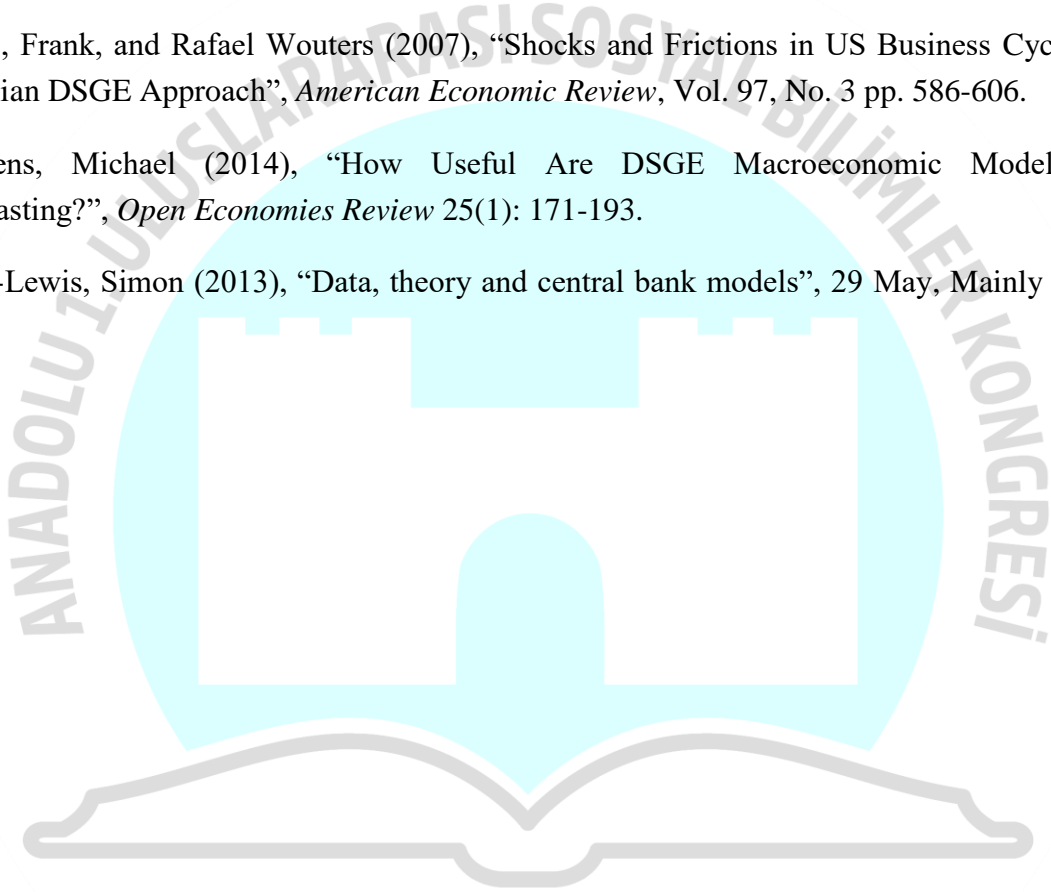 , Frank, and Rafael Wouters (2007), “Shocks and Frictions in US Business Cyc
ian DSGE Approach”, American Economic Review, Vol. 97, No. 3 pp. 586-606.
ens, Michael (2014), “How Useful Are DSGE Macroeconomic Model
asting?”, Open Economies Review 25(1): 171-193.
-Lewis, Simon (2013), “Data, theory and central bank models”, 29 May, Mainly
ANADOLU 1. ULUSLARARASI SOSYAL BİLİMLER KONGRESİ